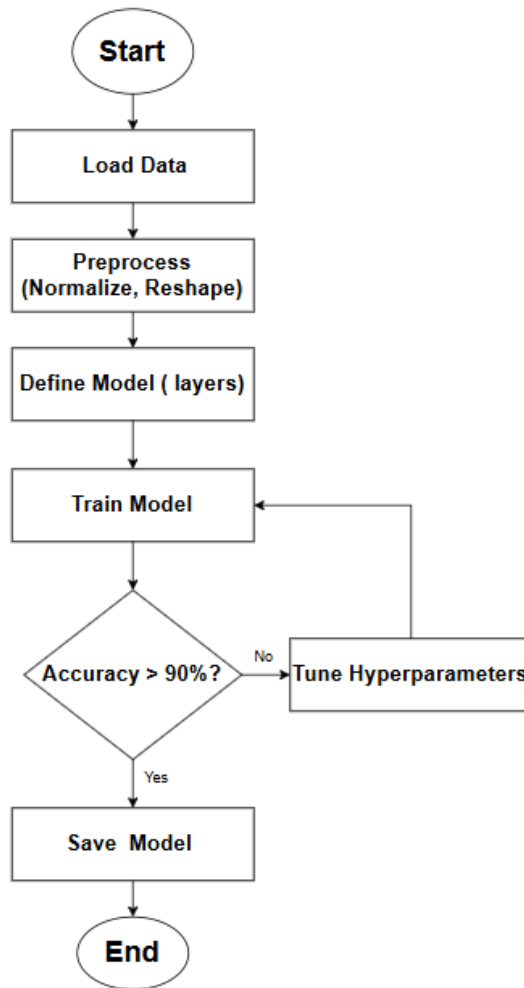 Start
Load Data
Preprocess
(Normalize, Reshape)
Define Model ( layers)
Train Model
Accuracy > 90%?
No
Tune Hyperparameters
Yes
Save  Model
End